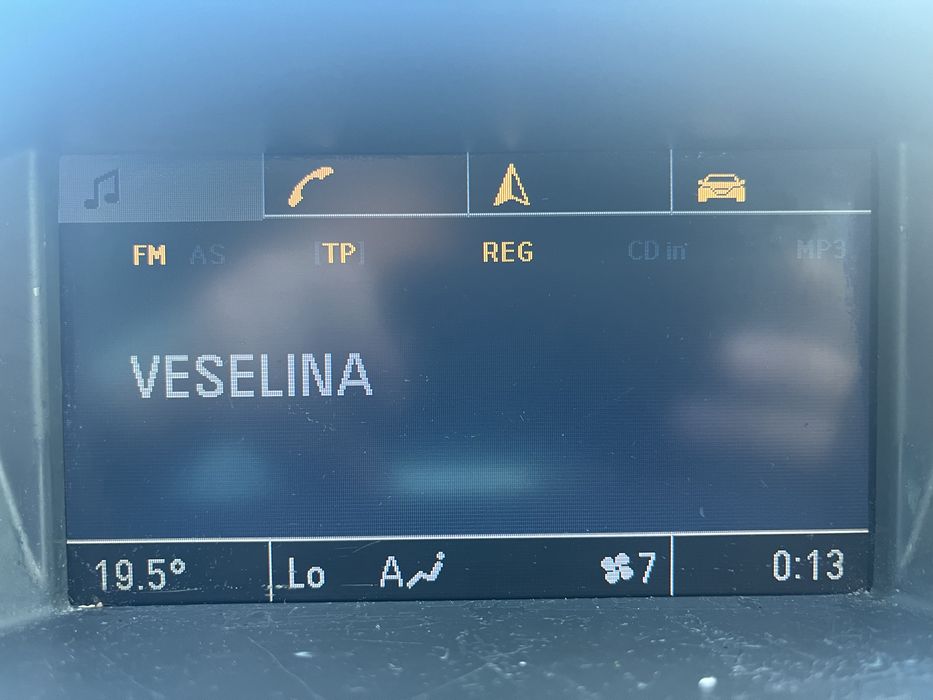 FM AS [TP] REG CD in MP3
VESELINA
19.5° Lo A 7 0:13